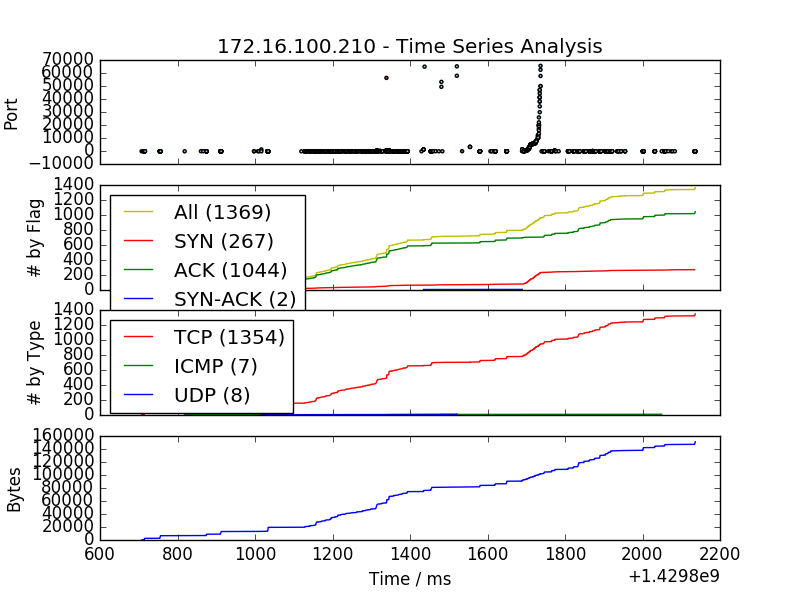 172.16.100.210 - Time Series Analysis
70000
60000
50000
40000
30000
20000
10000
0
−10000
Port
1400
1200
1000
800
600
400
200
0
# by Flag
All (1369)
SYN (267)
ACK (1044)
SYN-ACK (2)
1400
1200
1000
800
600
400
200
0
# by Type
TCP (1354)
ICMP (7)
UDP (8)
160000
140000
120000
100000
80000
60000
40000
20000
0
Bytes
600 800 1000 1200 1400 1600 1800 2000 2200
Time / ms
+1.4298e9